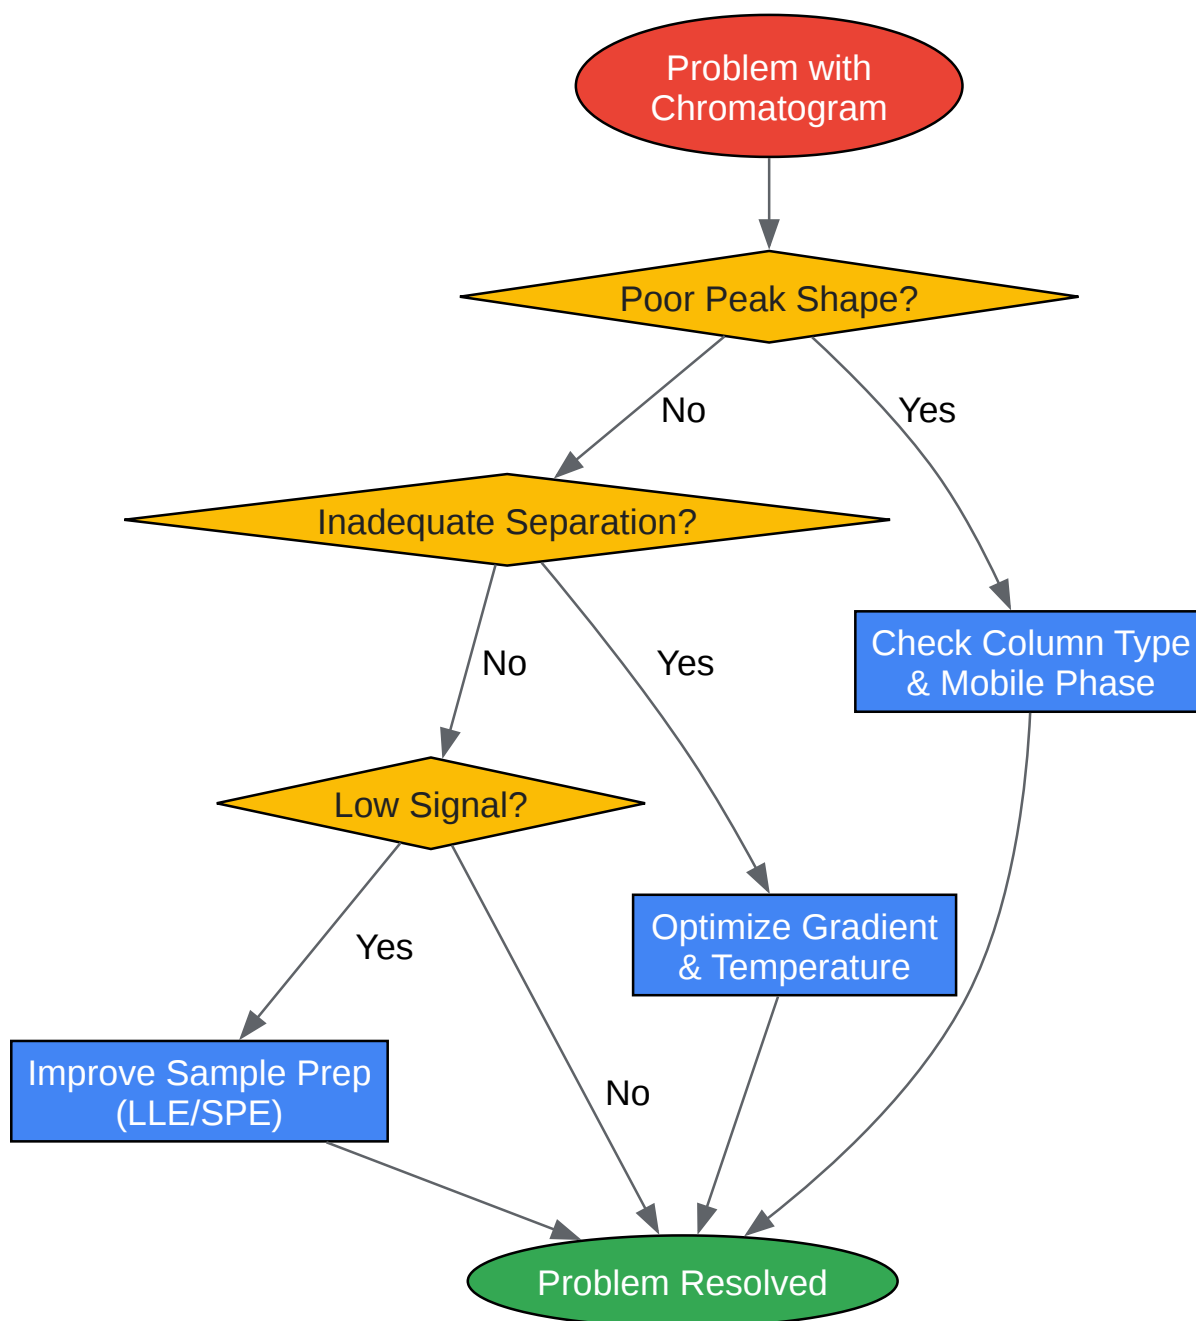 Problem with
Chromatogram
Poor Peak Shape?
No
Yes
Inadequate Separation?
No
Yes
Check Column Type
& Mobile Phase
Low Signal?
Yes
Optimize Gradient
& Temperature
Improve Sample Prep
(LLE/SPE)
No
Problem Resolved